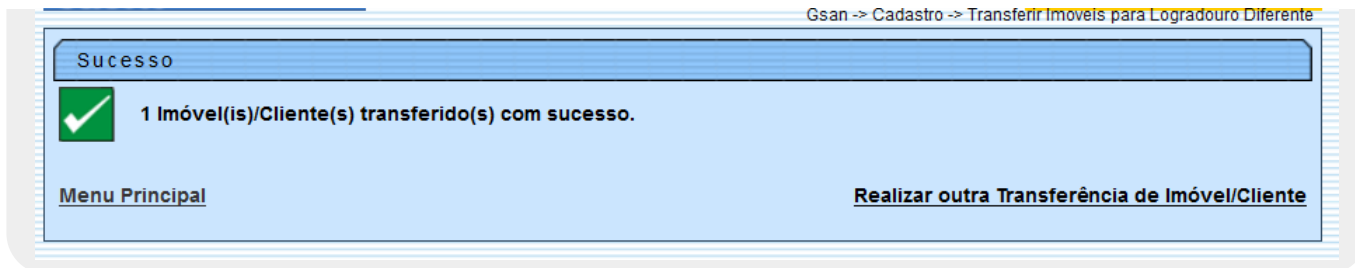 Gsan -> Cadastro -> Transferir Imoveis para Logradouro Diferente
Sucesso
1 Imóvel(is)/Cliente(s) transferido(s) com sucesso.
Menu Principal
Realizar outra Transferência de Imóvel/Cliente